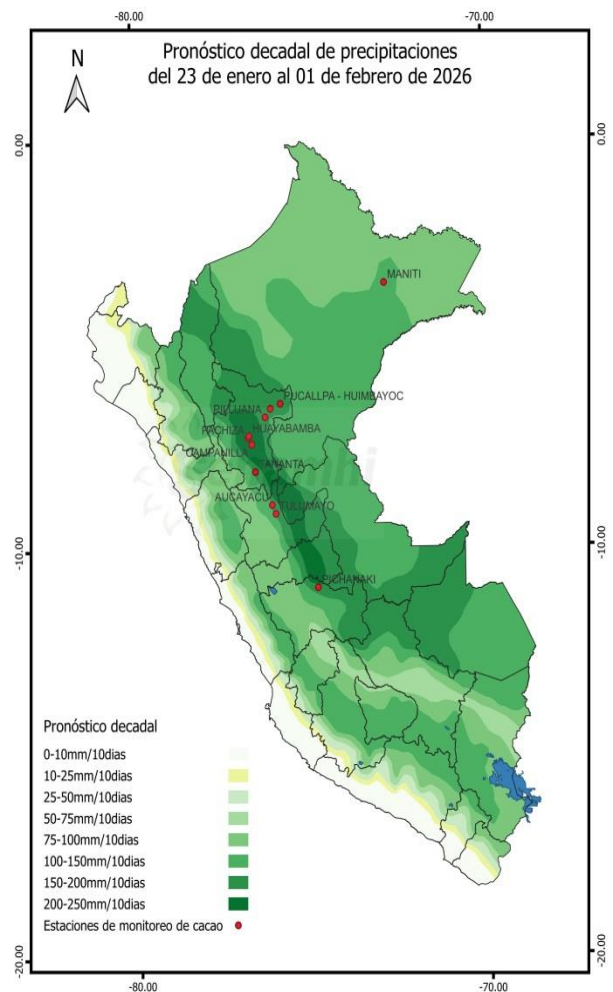 -80.00
-70.00
Pronóstico decadal de precipitaciones
del 23 de enero al 01 de febrero de 2026
N
0.00
0.00
MANITI
PUCALLPA - HUIMBAYOC
PILLUANA
PACHIZA
HUAYABAMBA
CAMPANILLA
ANANTA
AUCAYACU
TULUMAYO
-10.00
-10.00
PICHANAKI
Pronóstico decadal
0-10mm/10dias
10-25mm/10dias
25-50mm/10dias
50-75mm/10dias
75-100mm/10dias
100-150mm/10dias
150-200mm/10dias
200-250mm/10dias
Estaciones de monitoreo de cacao
-20.00
-20.00
-80.00
-70.00